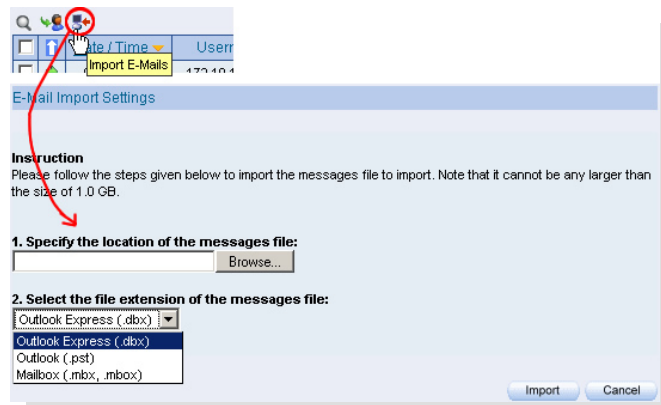 Date / Time
Import E-Mails
E-Mail Import Settings
Instruction
Please follow the steps given below to import the messages file to import. Note that it cannot be any larger than
the size of 1.0 GB.
1. Specify the location of the messages file:
Browse...
2. Select the file extension of the messages file:
Outlook Express (.dbx)
Outlook Express (.dbx)
Outlook (.pst)
Mailbox (.mbx, .mbox)
Import Cancel